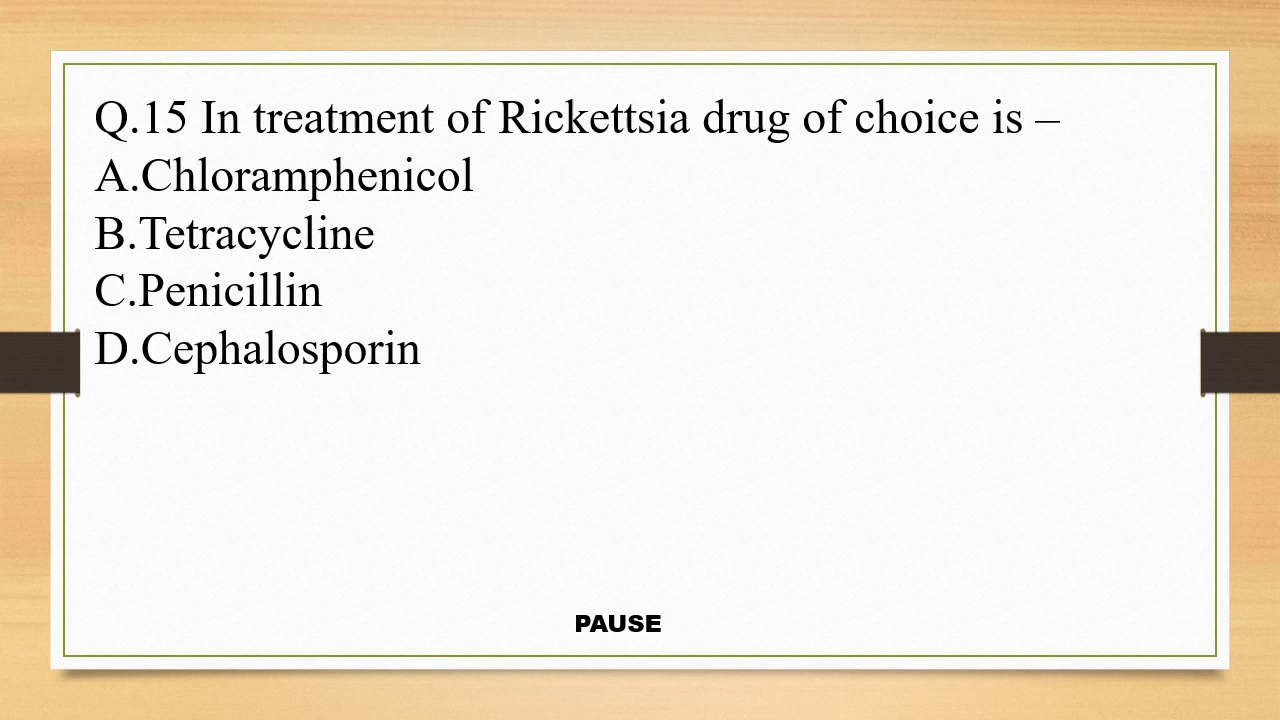 Q.15 In treatment of Rickettsia drug of choice is –
A.Chloramphenicol
B.Tetracycline
C.Penicillin
D.Cephalosporin
PAUSE